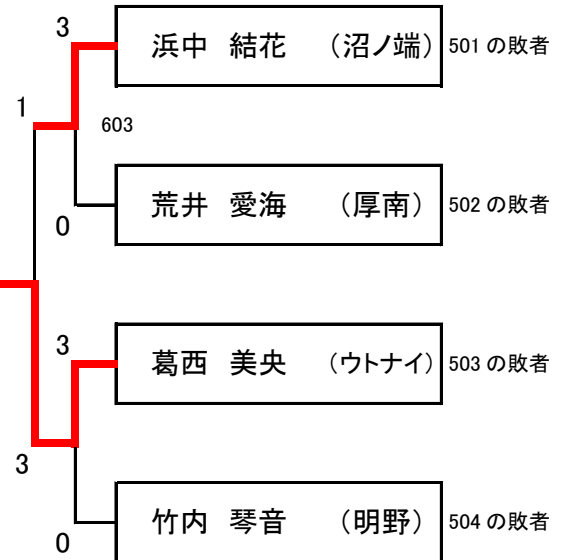 3
浜中 結花 (沼ノ端) 501 の敗者
1
603
荒井 愛海 (厚南) 502 の敗者
0
3
葛西 美央 (ウトナイ) 503 の敗者
3
竹内 琴音 (明野) 504 の敗者
0